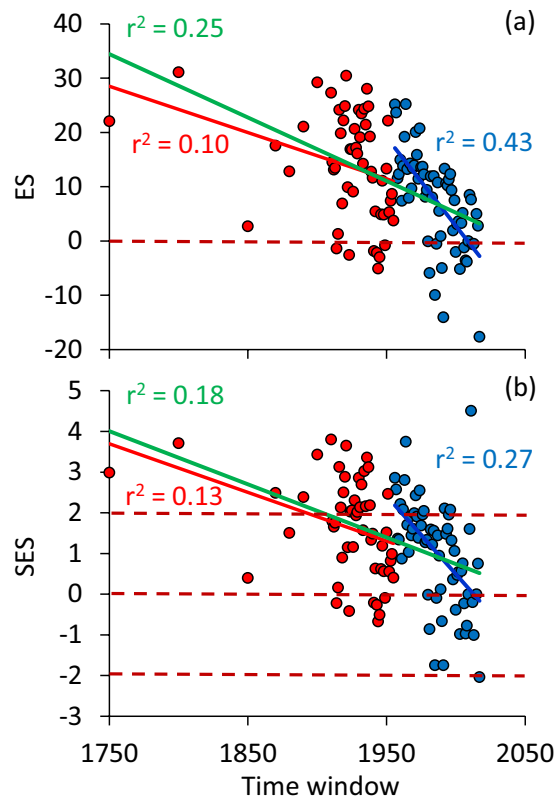 (a)
40
r² = 0.25
30
20
r² = 0.10
r² = 0.43
10
ES
0
-10
-20
(b)
5
r² = 0.18
4
r² = 0.27
3
r² = 0.13
2
SES
1
0
-1
-2
-3
1750 1850 1950 2050
Time window